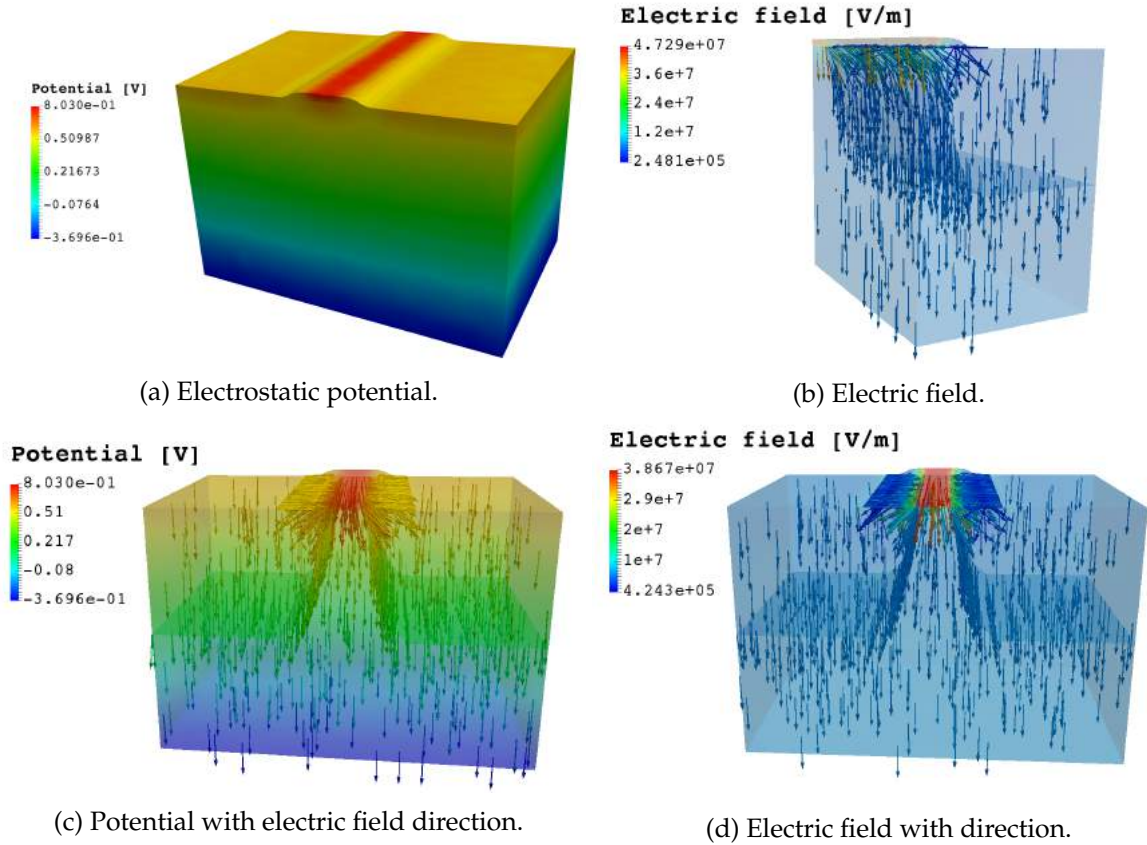 Potential [V]
8.030e-01
0.50987
0.21673
-0.0764
-3.696e-01
(a) Electrostatic potential.
Electric field [V/m]
4.729e+07
3.6e+7
2.4e+7
1.2e+7
2.481e+05
(b) Electric field.
Potential [V]
8.030e-01
0.51
0.217
-0.08
-3.696e-01
(c) Potential with electric field direction.
Electric field [V/m]
3.867e+07
2.9e+7
2e+7
1e+7
4.243e+05
(d) Electric field with direction.